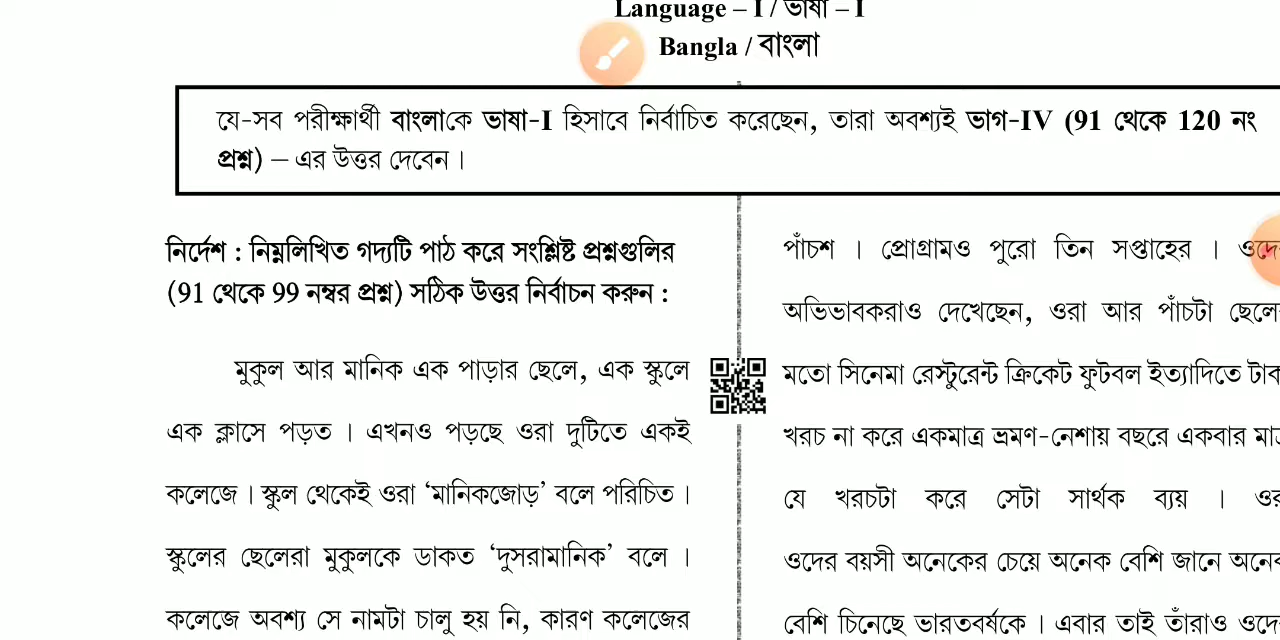 Language – I / ভাষা – I
Bangla / বাংলা
যে-সব পরীক্ষার্থী বাংলাকে ভাষা-I হিসাবে নির্বাচিত করেছেন, তারা অবশ্যই ভাগ-IV (91 থেকে 120 নং
প্রশ্ন) – এর উত্তর দেবেন।
নির্দেশ : নিম্নলিখিত গদ্যটি পাঠ করে সংশ্লিষ্ট প্রশ্নগুলির
(91 থেকে 99 নম্বর প্রশ্ন) সঠিক উত্তর নির্বাচন করুন :
মুকুল আর মানিক এক পাড়ার ছেলে, এক স্কুলে
এক ক্লাসে পড়ত । এখনও পড়ছে ওরা দুটিতে একই
কলেজে । স্কুল থেকেই ওরা ‘মানিকজোড়’ বলে পরিচিত ।
স্কুলের ছেলেরা মুকুলকে ডাকত ‘দুসরামানিক’ বলে ।
কলেজে অবশ্য সে নামটা চালু হয় নি, কারণ কলেজের
পাঁচশ । প্রোগ্রামও পুরো তিন সপ্তাহের ।
অভিভাবকরাও দেখেছেন, ওরা আর পাঁচটা
মতো সিনেমা রেস্টুরেন্ট ক্রিকেট ফুটবল ইত্যাদিতে
খরচ না করে একমাত্র ভ্রমণ-নেশায় বছরে একবার
যে খরচটা করে সেটা সার্থক ব্যয় ।
ওদের বয়সী অনেকের চেয়ে অনেক বেশি জানে
বেশি চিনেছে ভারতবর্ষকে । এবার তাই তাঁরাও